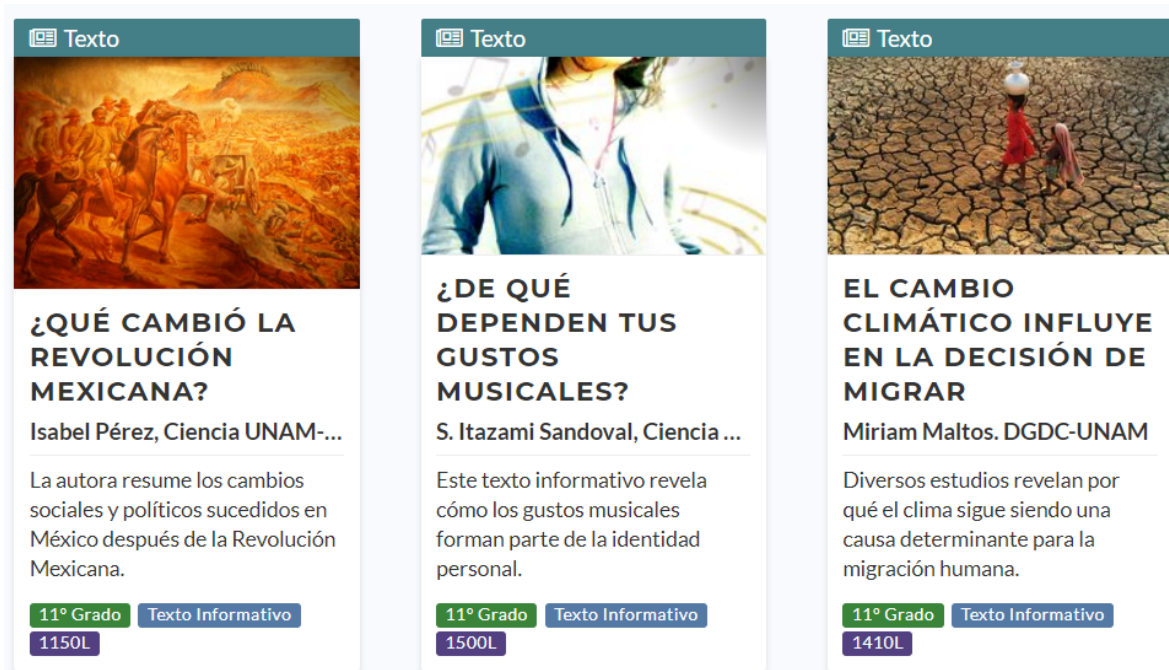 Texto
¿QUÉ CAMBIÓ LA
REVOLUCIÓN
MEXICANA?
Isabel Pérez, Ciencia UNAM-...
La autora resume los cambios
sociales y políticos sucedidos en
México después de la Revolución
Mexicana.
11º Grado Texto Informativo
1150L
Texto
¿DE QUÉ
DEPENDEN TUS
GUSTOS
MUSICALES?
S. Itazami Sandoval, Ciencia ...
Este texto informativo revela
cómo los gustos musicales
forman parte de la identidad
personal.
11º Grado Texto Informativo
1500L
Texto
EL CAMBIO
CLIMÁTICO INFLUYE
EN LA DECISIÓN DE
MIGRAR
Miriam Maltos. DGDC-UNAM
Diversos estudios revelan por
qué el clima sigue siendo una
causa determinante para la
migración humana.
11º Grado Texto Informativo
1410L